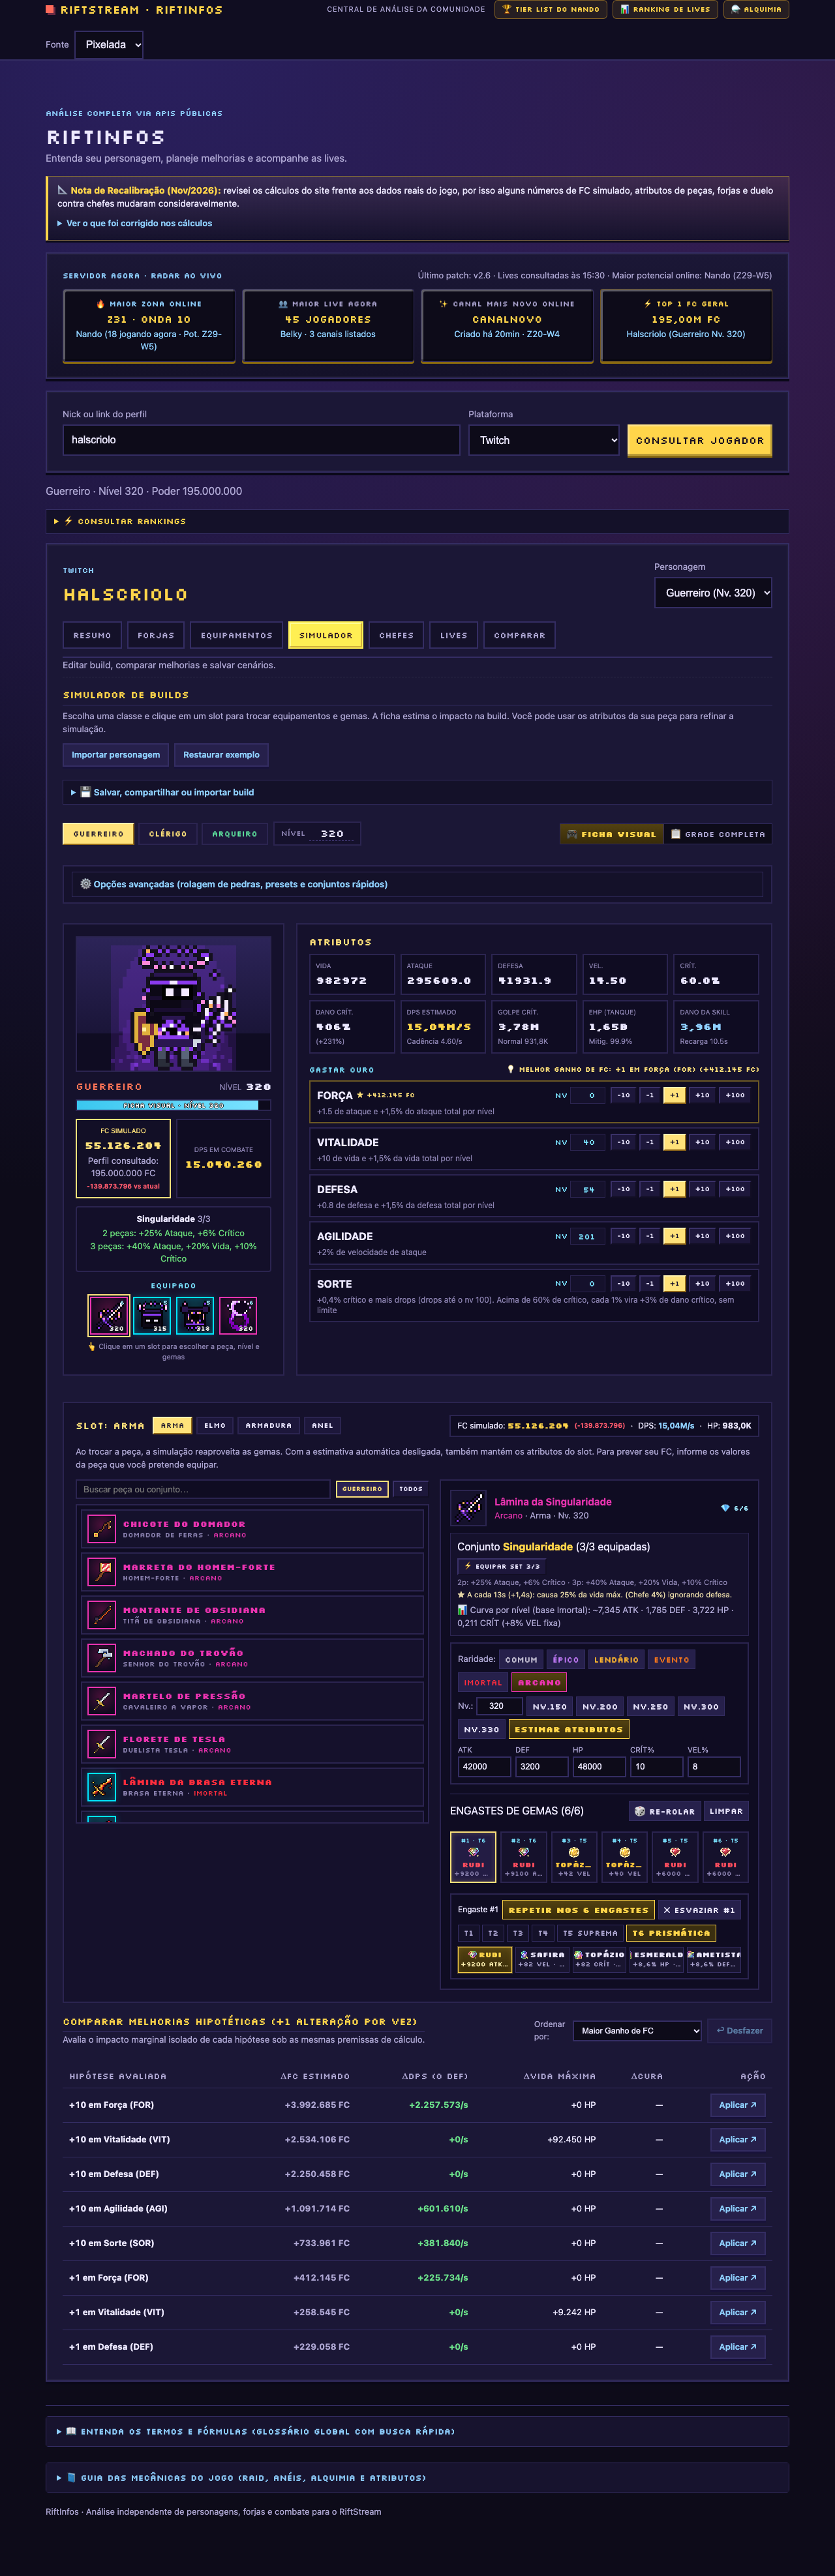 RIFTSTREAM · RIFTINFOS
CENTRAL DE ANÁLISE DA COMUNIDADE
🏆 TIER LIST DO NANDO
📊 RANKING DE LIVES
ALQUIMIA
Fonte
Pixelada
ANÁLISE COMPLETA VIA APIS PÚBLICAS
RIFTINFOS
Entenda seu personagem, planeje melhorias e acompanhe as lives.
📐 Nota de Recalibração (Nov/2026): revisei os cálculos do site frente aos dados reais do jogo, por isso alguns números de FC simulado, atributos de peças, forjas e duelo
contra chefes mudaram consideravelmente.
▶ Ver o que foi corrigido nos cálculos
SERVIDOR AGORA · RADAR AO VIVO
Último patch: v2.6 · Lives consultadas às 15:30 · Maior potencial online: Nando (Z29-W5)
🔥 MAIOR ZONA ONLINE
Z31 · ONDA 10
Nando (18 jogando agora · Pot. Z29-
W5)
👥 MAIOR LIVE AGORA
45 JOGADORES
Belky · 3 canais listados
✨ CANAL MAIS NOVO ONLINE
CANALNOVO
Criado há 20min · Z20-W4
⚡ TOP 1 FC GERAL
195,00M FC
Halscriolo (Guerreiro Nv. 320)
Nick ou link do perfil
halscriolo
Plataforma
Twitch
CONSULTAR JOGADOR
Guerreiro · Nível 320 · Poder 195.000.000
▶ ⚡ CONSULTAR RANKINGS
TWITCH
HALSCRIOLO
Personagem
Guerreiro (Nv. 320)
RESUMO
FORJAS
EQUIPAMENTOS
SIMULADOR
CHEFES
LIVES
COMPARAR
Editar build, comparar melhorias e salvar cenários.
SIMULADOR DE BUILDS
Escolha uma classe e clique em um slot para trocar equipamentos e gemas. A ficha estima o impacto na build. Você pode usar os atributos da sua peça para refinar a
simulação.
Importar personagem
Restaurar exemplo
▶ 💾 Salvar, compartilhar ou importar build
GUERREIRO
CLÉRIGO
ARQUEIRO
NÍVEL 320
FICHA VISUAL
📋 GRADE COMPLETA
⚙️ Opções avançadas (rolagem de pedras, presets e conjuntos rápidos)
GUERREIRO
NÍVEL 320
FICHA VISUAL · NÍVEL 320
FC SIMULADO
55.126.204
Perfil consultado:
195.000.000 FC
-139.873.796 vs atual
DPS EM COMBATE
15.040.260
Singularidade 3/3
2 peças: +25% Ataque, +6% Crítico
3 peças: +40% Ataque, +20% Vida, +10%
Crítico
EQUIPADO
320
315
318
320
👆 Clique em um slot para escolher a peça, nível e
gemas
ATRIBUTOS
VIDA
982972
ATAQUE
295609.0
DEFESA
41931.9
VEL.
14.50
CRÍT.
60.0%
DANO CRÍT.
406%
(+231%)
DPS ESTIMADO
15,04M/S
Cadência 4.60/s
GOLPE CRÍT.
3,78M
Normal 931,8K
EHP (TANQUE)
1,65B
Mitig. 99.9%
DANO DA SKILL
3,96M
Recarga 10.5s
GASTAR OURO
💡 MELHOR GANHO DE FC: +1 EM FORÇA (FOR) (+412.145 FC)
FORÇA ★ +412.145 FC
+1.5 de ataque e +1,5% do ataque total por nível
NV 0 -10 -1 +1 +10 +100
VITALIDADE
+10 de vida e +1,5% da vida total por nível
NV 40 -10 -1 +1 +10 +100
DEFESA
+0.8 de defesa e +1,5% da defesa total por nível
NV 54 -10 -1 +1 +10 +100
AGILIDADE
+2% de velocidade de ataque
NV 201 -10 -1 +1 +10 +100
SORTE
+0,4% crítico e mais drops (drops até o nv 100). Acima de 60% de crítico, cada 1% vira +3% de dano crítico, sem
limite
NV 0 -10 -1 +1 +10 +100
SLOT: ARMA
ARMA
ELMO
ARMADURA
ANEL
FC simulado: 55.126.204 (-139.873.796) · DPS: 15,04M/s · HP: 983,0K
Ao trocar a peça, a simulação reaproveita as gemas. Com a estimativa automática desligada, também mantém os atributos do slot. Para prever seu FC, informe os valores
da peça que você pretende equipar.
Buscar peça ou conjunto...
GUERREIRO
TODOS
CHICOTE DO DOMADOR
DOMADOR DE FERAS · ARCANO
MARRETA DO HOMEM-FORTE
HOMEM-FORTE · ARCANO
MONTANTE DE OBSIDIANA
TITÃ DE OBSIDIANA · ARCANO
MACHADO DO TROVÃO
SENHOR DO TROVÃO · ARCANO
MARTELO DE PRESSÃO
CAVALEIRO A VAPOR · ARCANO
FLORETE DE TESLA
DUELISTA TESLA · ARCANO
LÂMINA DA BRASA ETERNA
BRASA ETERNA · IMORTAL
Lâmina da Singularidade
Arcano · Arma · Nv. 320
💎 6/6
Conjunto Singularidade (3/3 equipadas)
⚡ EQUIPAR SET 3/3
2p: +25% Ataque, +6% Crítico · 3p: +40% Ataque, +20% Vida, +10% Crítico
★ A cada 13s (+1,4s): causa 25% da vida máx. (Chefe 4%) ignorando defesa.
📊 Curva por nível (base Imortal): ~7,345 ATK · 1,785 DEF · 3,722 HP ·
0,211 CRÍT (+8% VEL fixa)
Raridade:
COMUM
ÉPICO
LENDÁRIO
EVENTO
IMORTAL
ARCANO
Nv.:
320
NV.150
NV.200
NV.250
NV.300
NV.330
ESTIMAR ATRIBUTOS
ATK DEF HP CRÍT% VEL%
42000 3200 48000 10 8
ENGASTES DE GEMAS (6/6)
🎲 RE-ROLAR
LIMPAR
#1 · T6 #2 · T6 #3 · T5 #4 · T5 #5 · T5 #6 · T5
RUBI RUBI TOPÁZ... TOPÁZ... RUBI RUBI
+9200 ... +9100 A... +42 VEL +40 VEL +6000 ... +6000 ...
Engaste #1
REPETIR NOS 6 ENGASTES
✕ ESVAZIAR #1
T1 T2 T3 T4 T5 SUPREMA T6 PRISMÁTICA
RUBI SAFIRA TOPÁZIO ESMERALD AMETISTA
+9200 ATK... +82 VEL · ... +82 CRÍT ·... +8,6% HP ·... +8,6% DEF...
COMPARAR MELHORIAS HIPOTÉTICAS (+1 ALTERAÇÃO POR VEZ)
Avalia o impacto marginal isolado de cada hipótese sob as mesmas premissas de cálculo.
Ordenar
por:
Maior Ganho de FC
↩ Desfazer
HIPÓTESE AVALIADA ΔFC ESTIMADO ΔDPS (0 DEF) ΔVIDA MÁXIMA ΔCURA AÇÃO
+10 em Força (FOR) +3.992.685 FC +2.257.573/s +0 HP — Aplicar ↗
+10 em Vitalidade (VIT) +2.534.106 FC +0/s +92.450 HP — Aplicar ↗
+10 em Defesa (DEF) +2.250.458 FC +0/s +0 HP — Aplicar ↗
+10 em Agilidade (AGI) +1.091.714 FC +601.610/s +0 HP — Aplicar ↗
+10 em Sorte (SOR) +733.961 FC +381.840/s +0 HP — Aplicar ↗
+1 em Força (FOR) +412.145 FC +225.734/s +0 HP — Aplicar ↗
+1 em Vitalidade (VIT) +258.545 FC +0/s +9.242 HP — Aplicar ↗
+1 em Defesa (DEF) +229.058 FC +0/s +0 HP — Aplicar ↗
▶ 📖 ENTENDA OS TERMOS E FÓRMULAS (GLOSSÁRIO GLOBAL COM BUSCA RÁPIDA)
▶ 📘 GUIA DAS MECÂNICAS DO JOGO (RAID, ANÉIS, ALQUIMIA E ATRIBUTOS)
RiftInfos · Análise independente de personagens, forjas e combate para o RiftStream